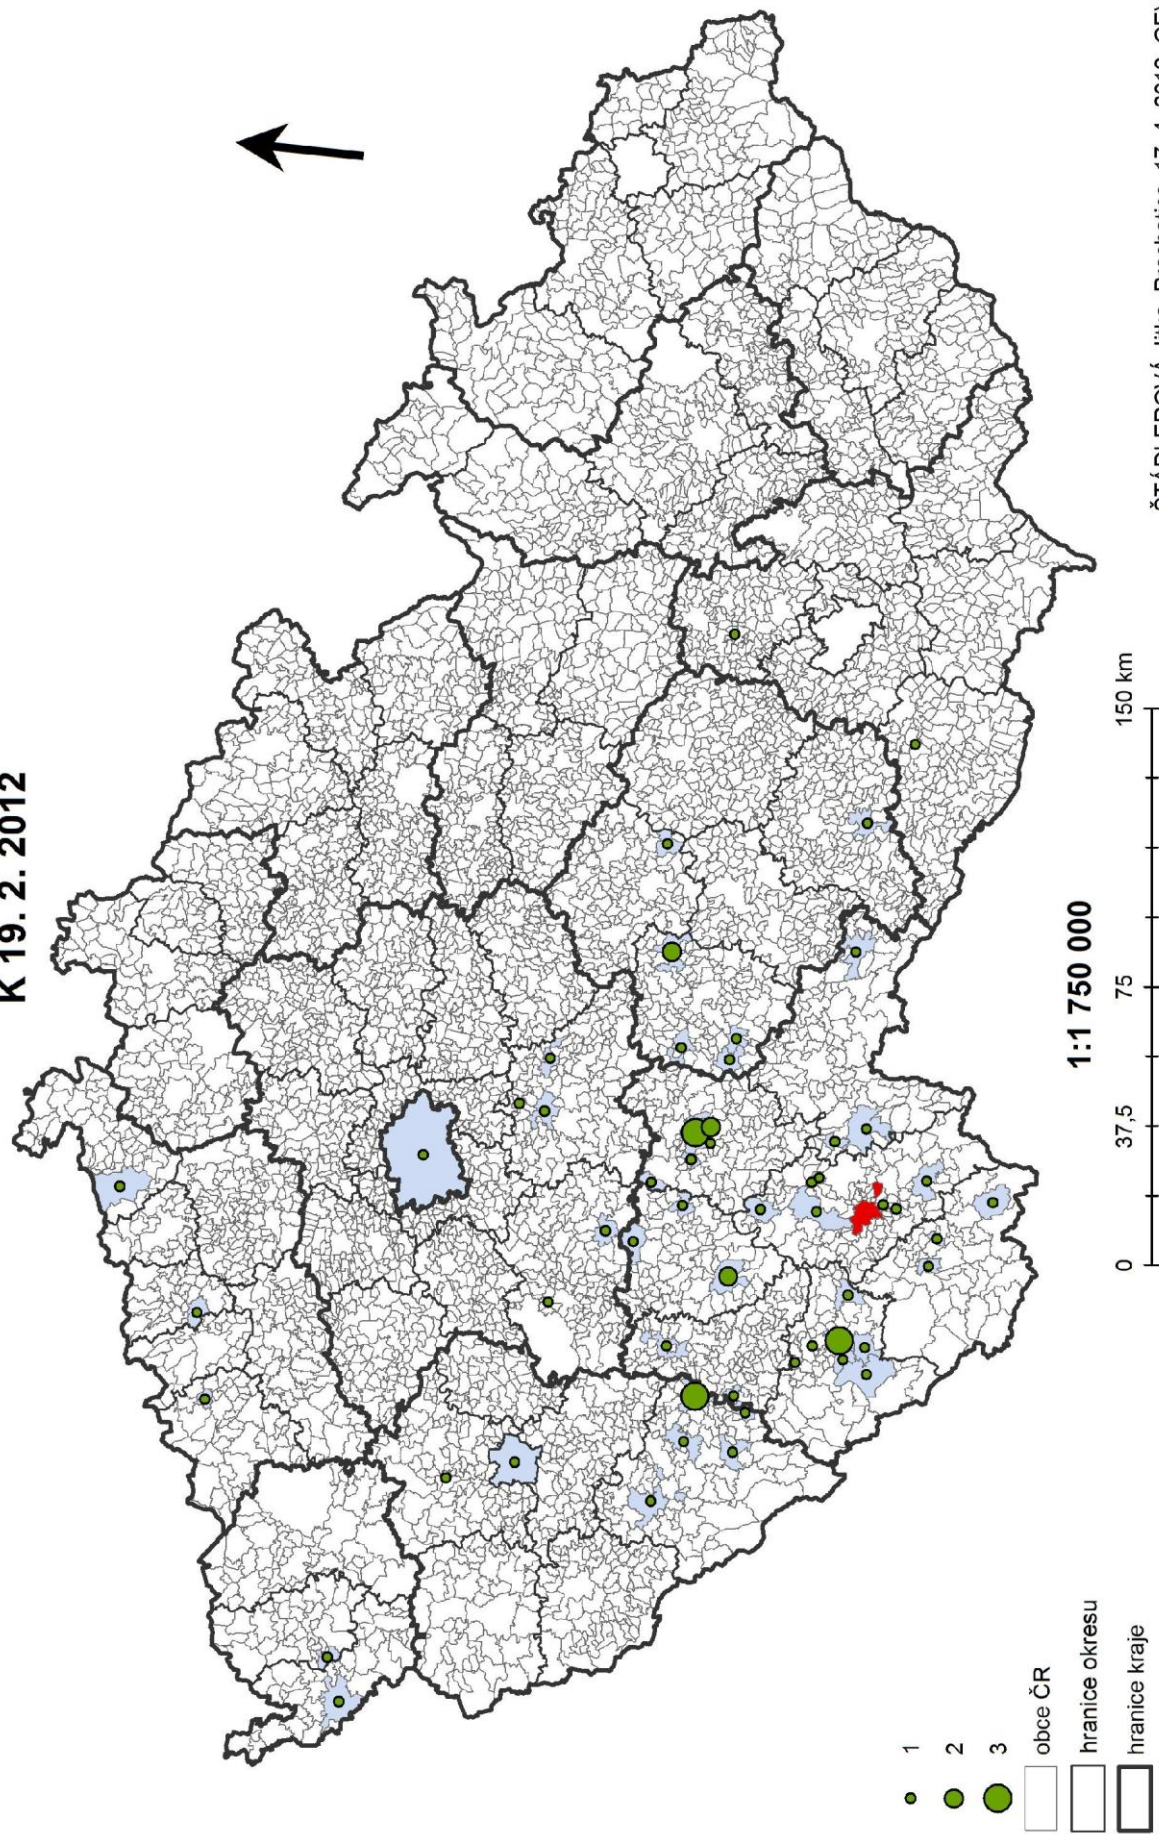 K 19. 2. 2012
1
2
3
obce ČR
hranice okresu
hranice kraje
1:1 750 000
0 37,5 75 150 km